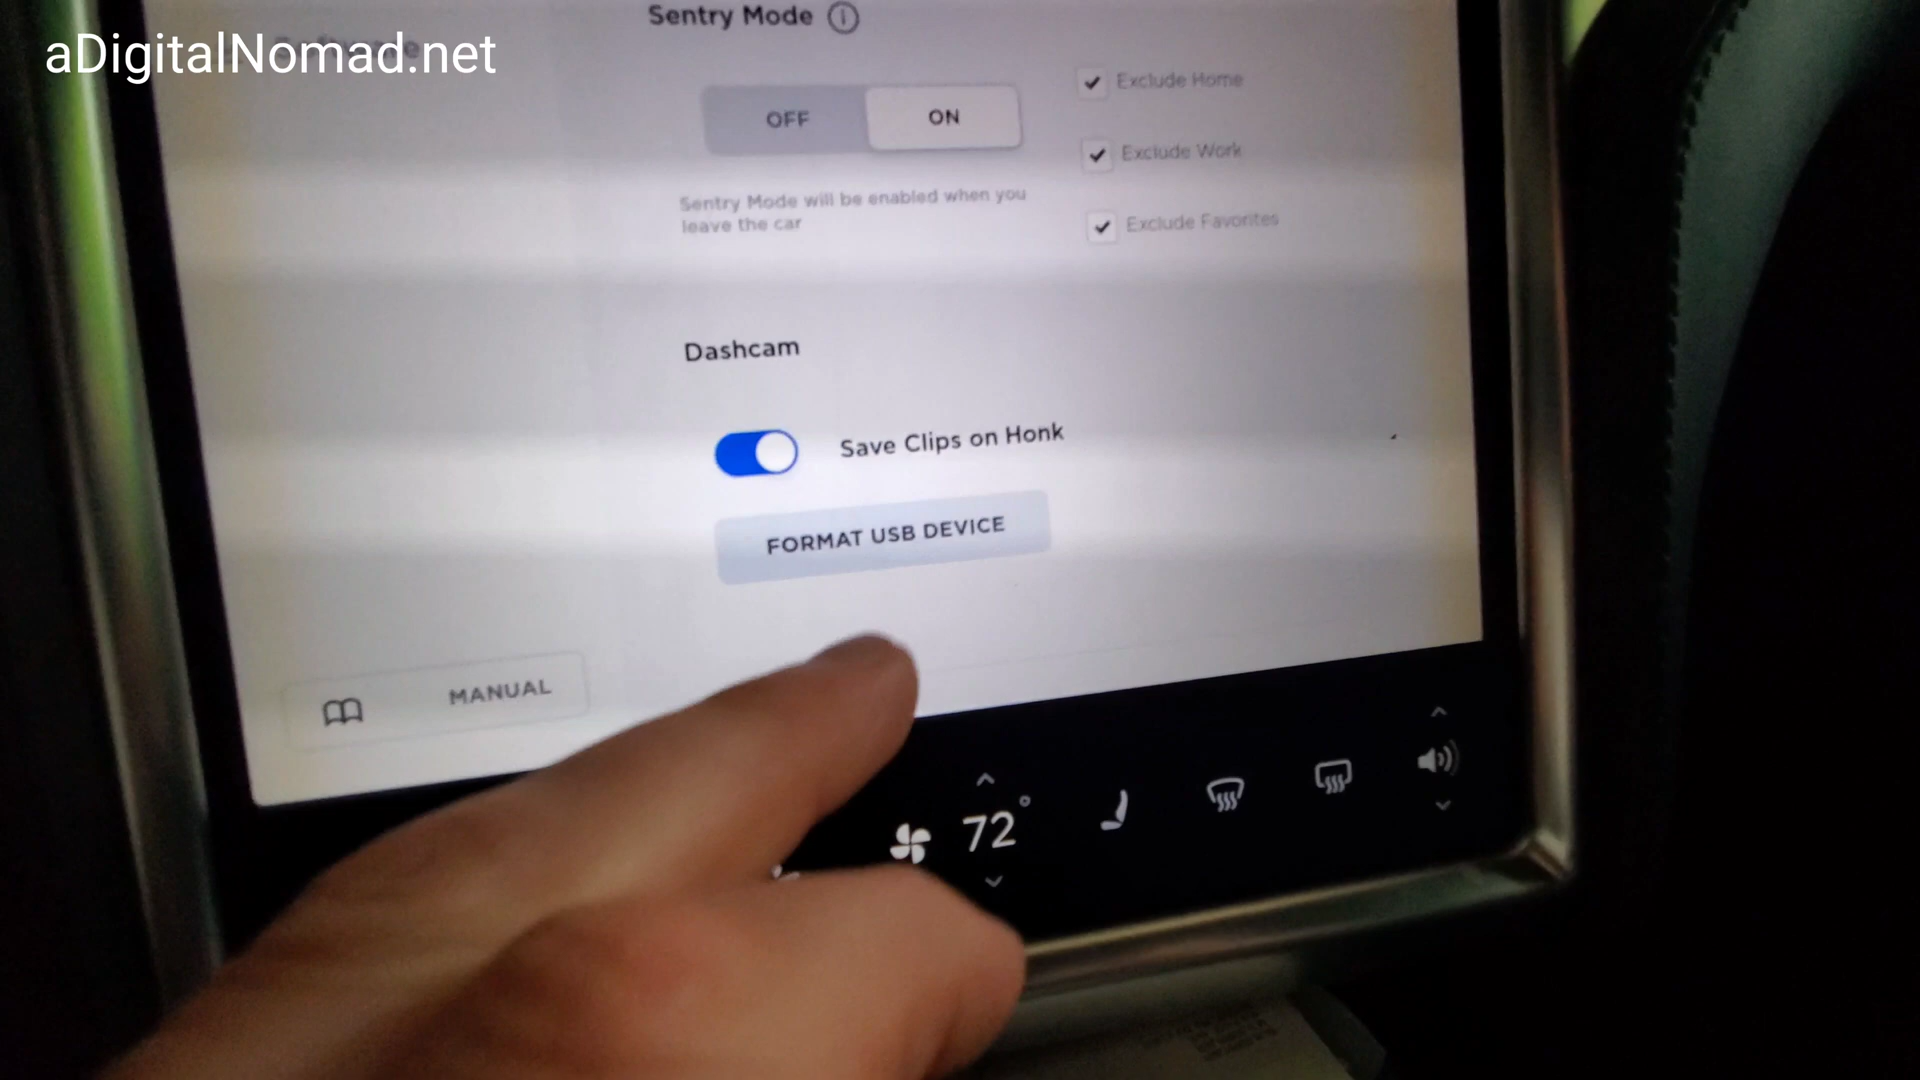 Sentry Mode
aDigitalNomad.net
Software
OFF
ON
Exclude Home
Exclude Work
Exclude Favorites
Sentry Mode will be enabled when you
leave the car
Dashcam
Save Clips on Honk
FORMAT USB DEVICE
MANUAL
72°